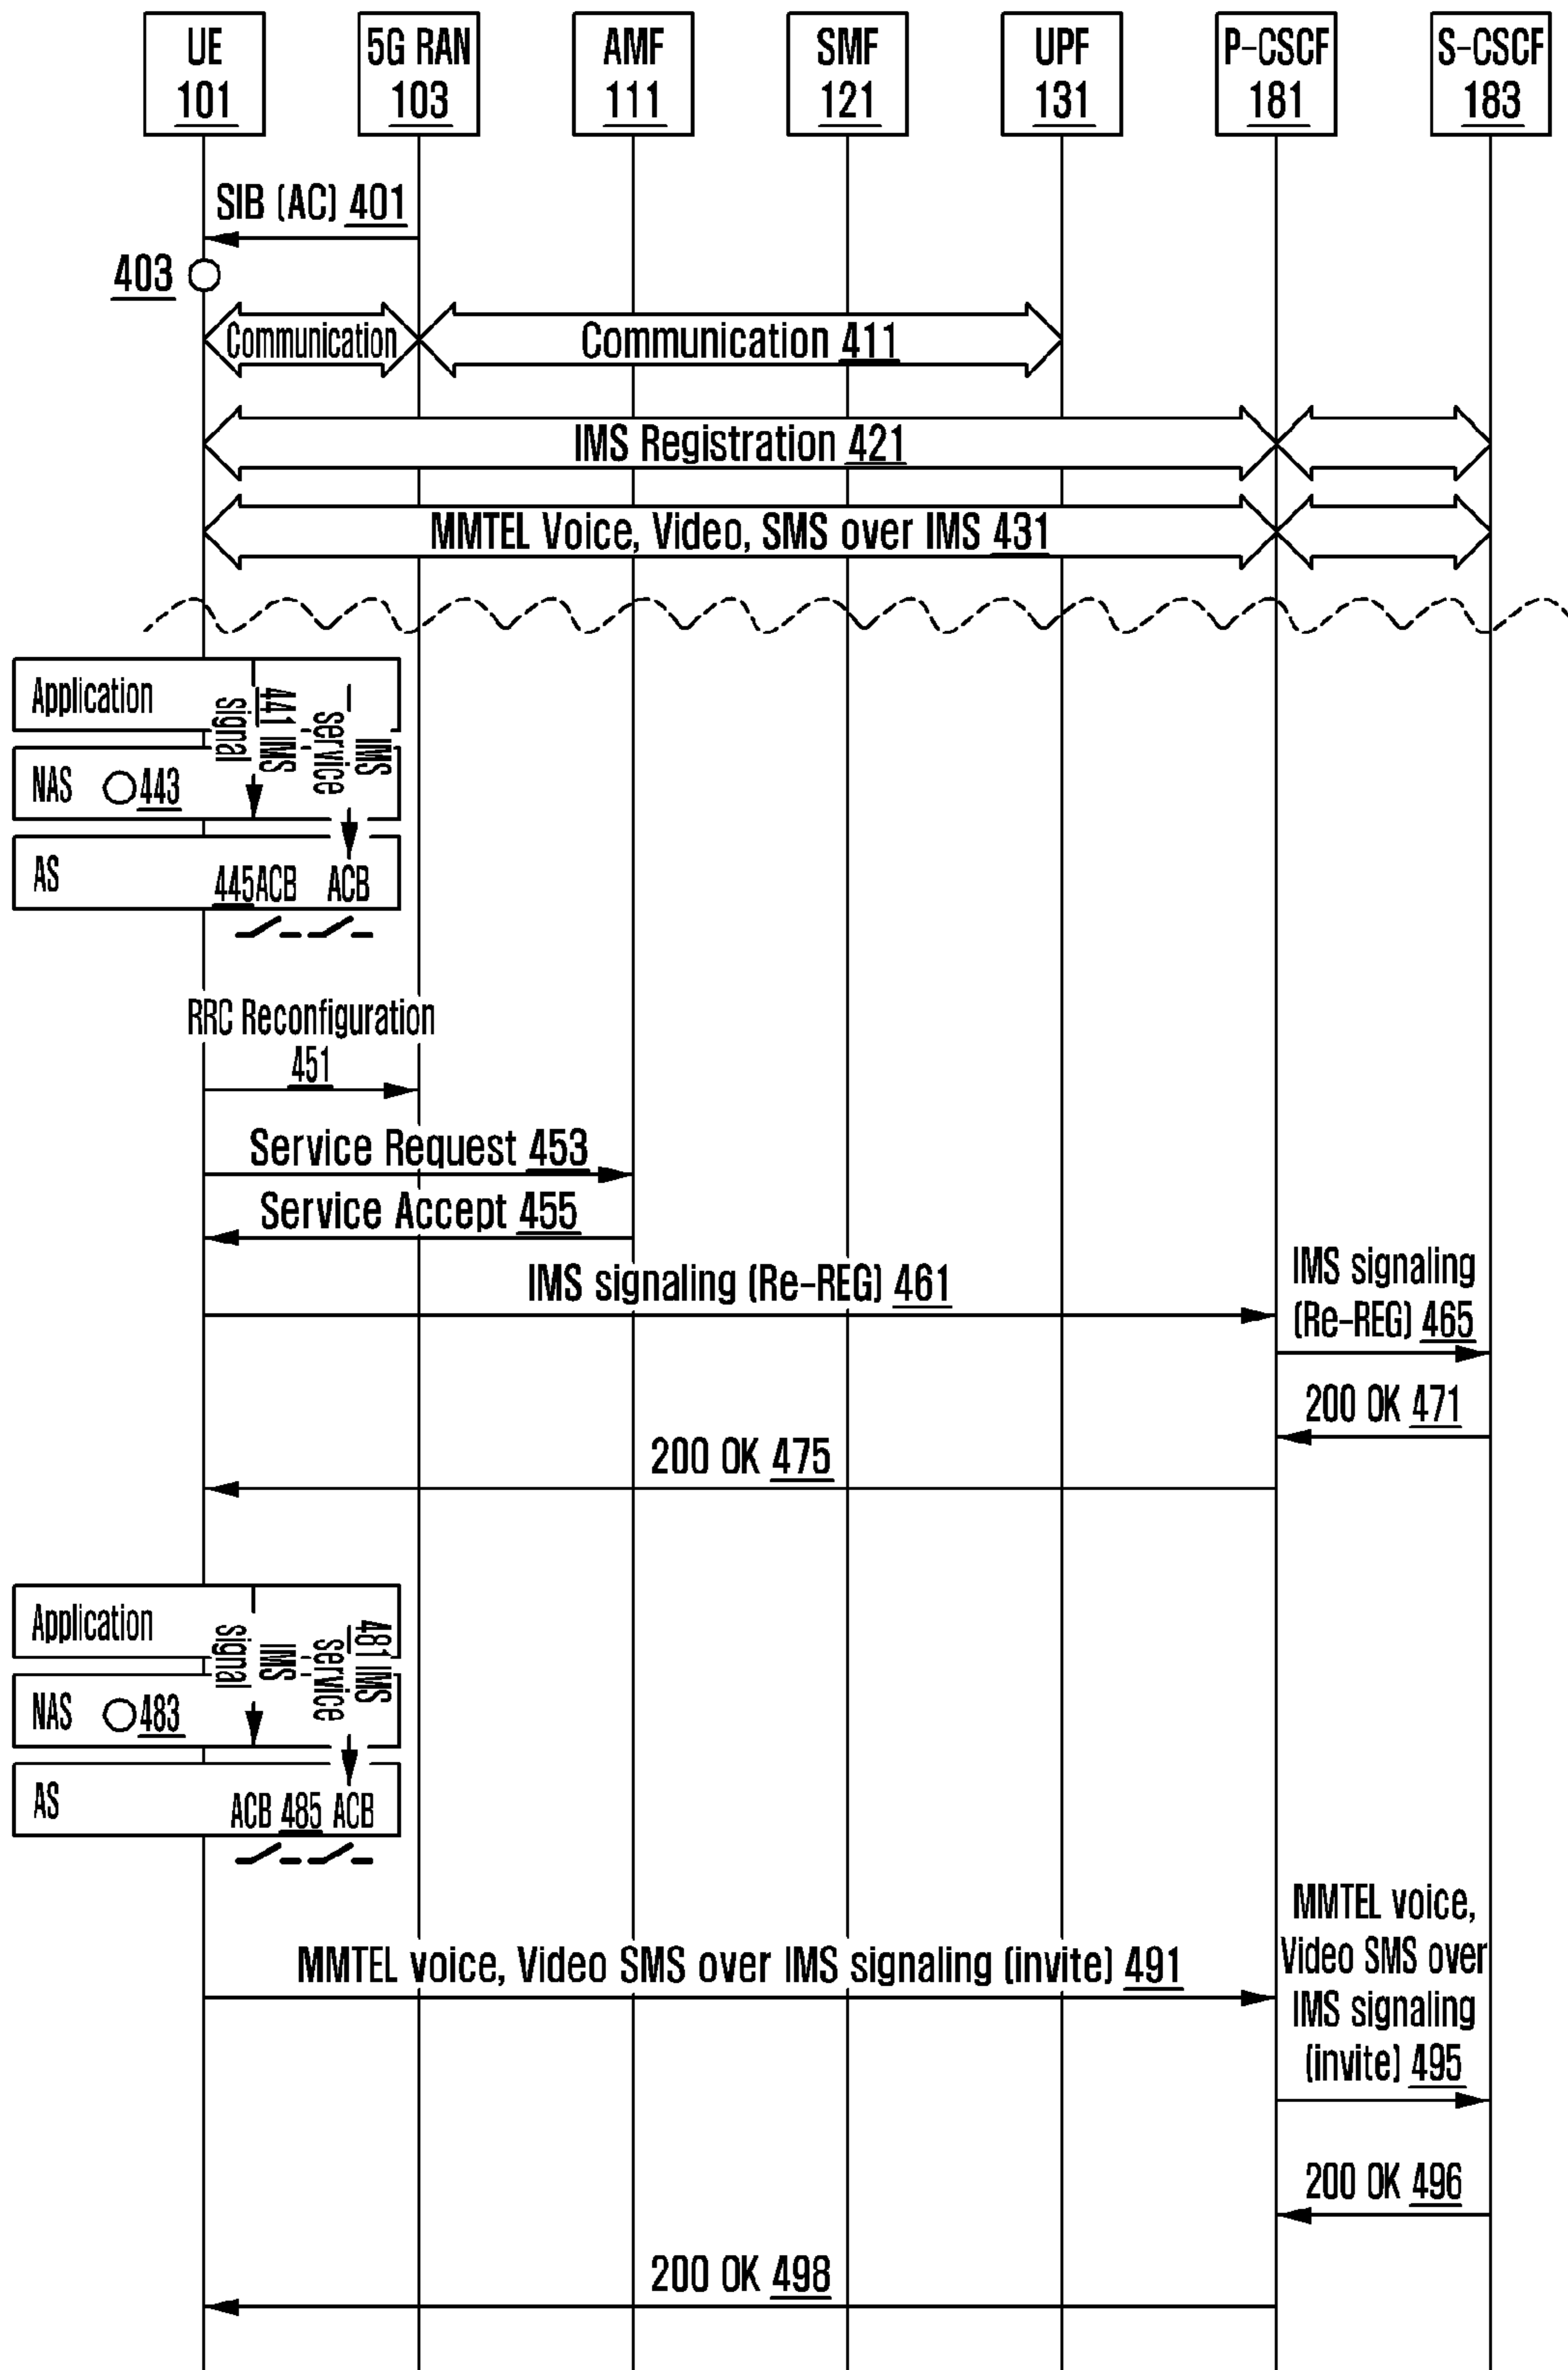 UE
101
5G RAN
103
AMF
111
SMF
121
UPF
131
P-CSCF
181
S-CSCF
183
SIB (AC) 401
403
Communication
Communication 411
IMS Registration 421
MMTEL Voice, Video, SMS over IMS 431
Application
441 IMS
signal
IMS
service
NAS
443
AS
445 ACB
ACB
RRC Reconfiguration
451
Service Request 453
Service Accept 455
IMS signaling (Re-REG) 461
IMS signaling
(Re-REG) 465
200 OK 471
200 OK 475
Application
IMS
signal
481 IMS
service
NAS
483
AS
ACB 485 ACB
MMTEL voice,
Video SMS over
IMS signaling
(invite) 495
MMTEL voice, Video SMS over IMS signaling (invite) 491
200 OK 496
200 OK 498